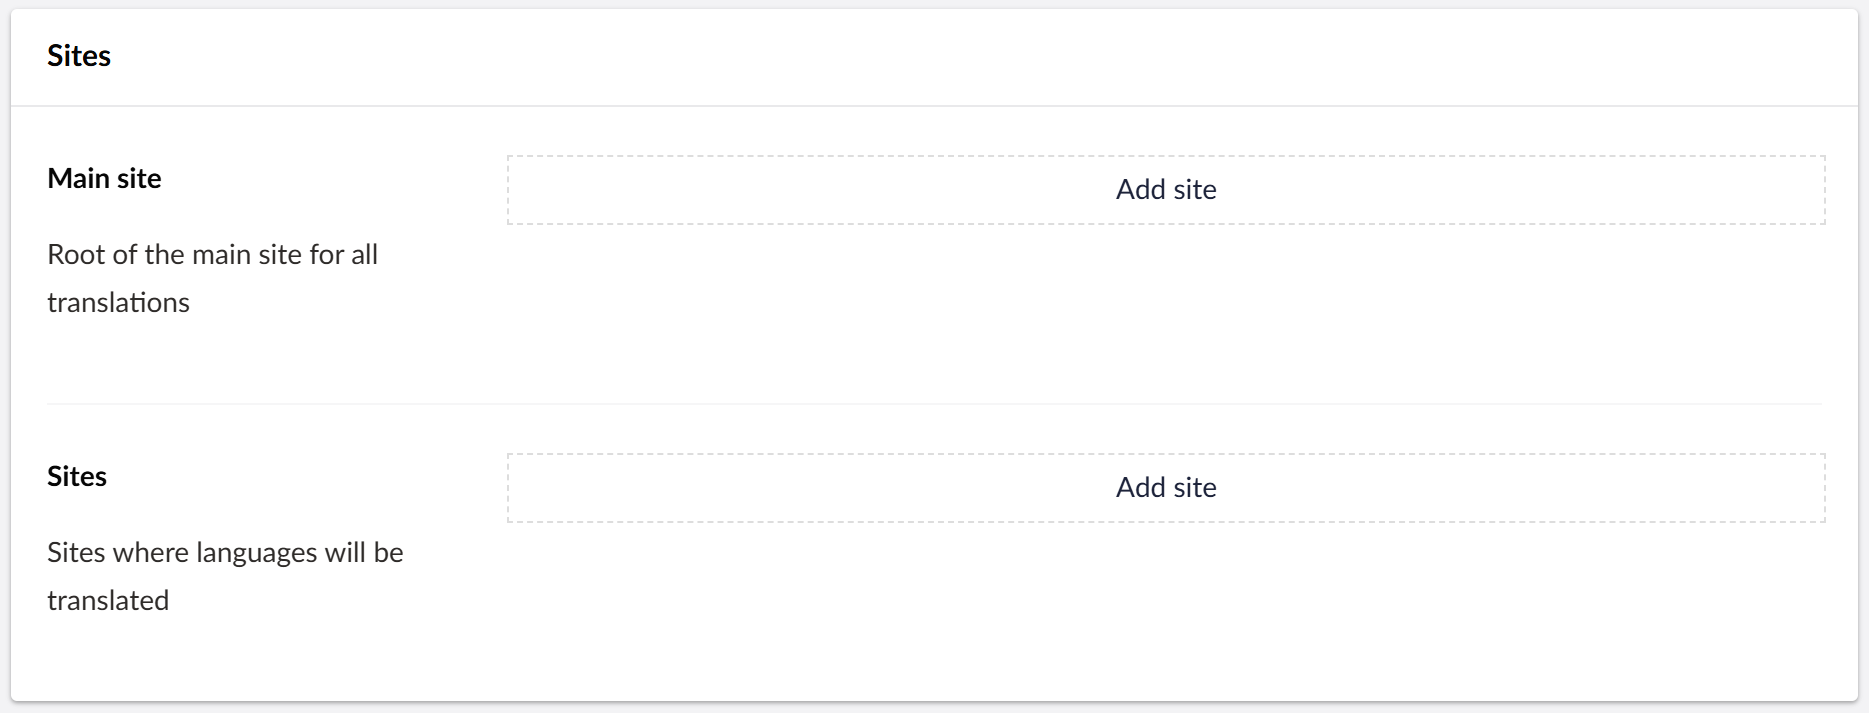 Sites
Main site
Add site
Root of the main site for all
translations
Sites
Add site
Sites where languages will be
translated